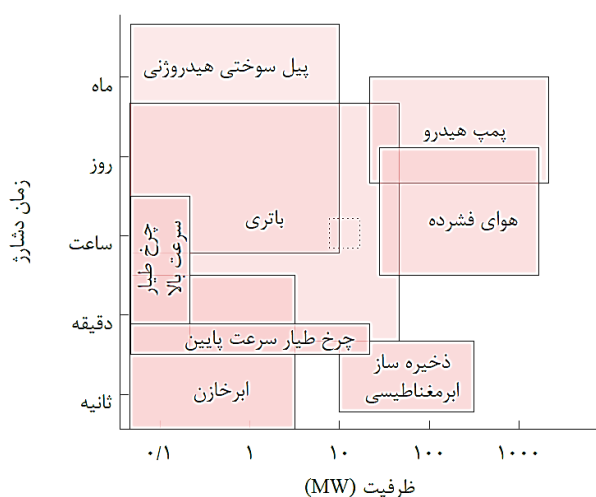 پیل سوختی هیدروژنی
ماه
پمپ هیدرو
روز
باتری
هوای فشرده
ساعت
چرخ طیار
سرعت بالا
زمان دشارژ
دقیقه
چرخ طیار سرعت پایین
ذخیره ساز
ابرمغناطیسی
ابرخازن
ثانیه
۰/۱ ۱ ۱۰ ۱۰۰ ۱۰۰۰
ظرفیت (MW)